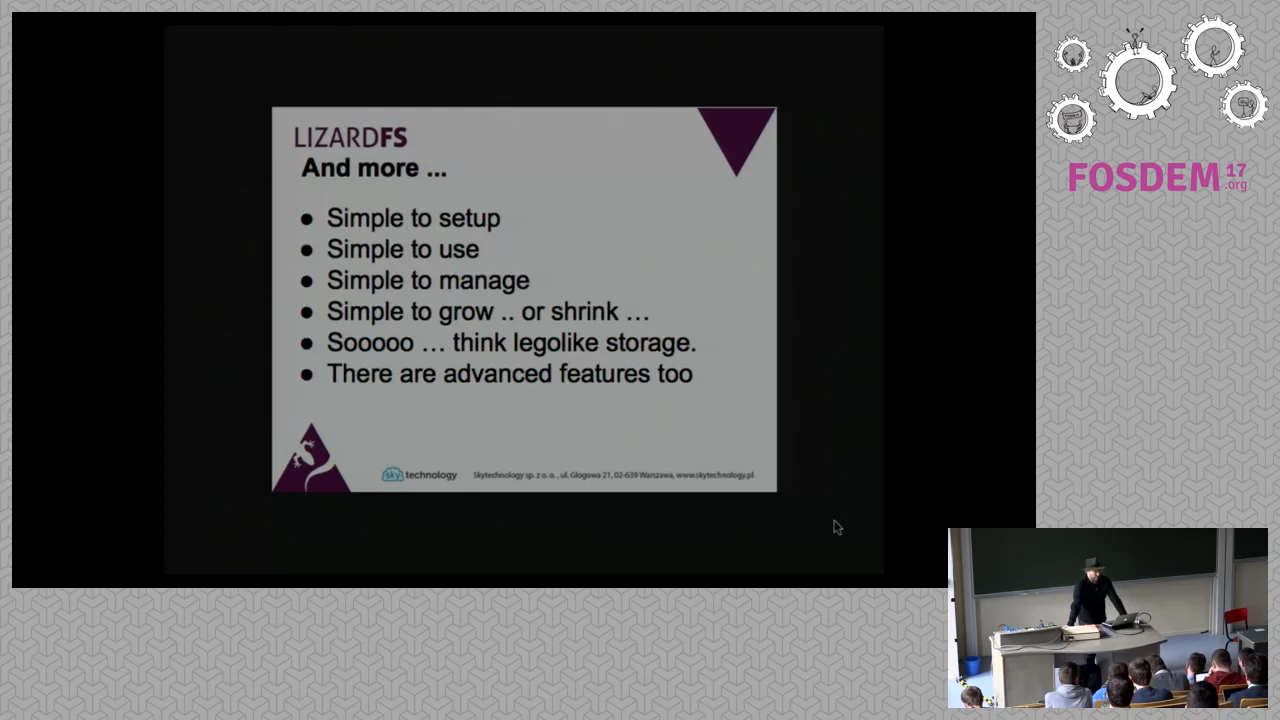 LIZARDFS
And more ...
● Simple to setup
● Simple to use
● Simple to manage
● Simple to grow .. or shrink …
● Sooooo … think legolike storage.
● There are advanced features too
sky technology
Skytechnology sp. z o.o., ul. Głogowa 21, 02-639 Warszawa, www.skytechnology.pl
FOSDEM 17
.org